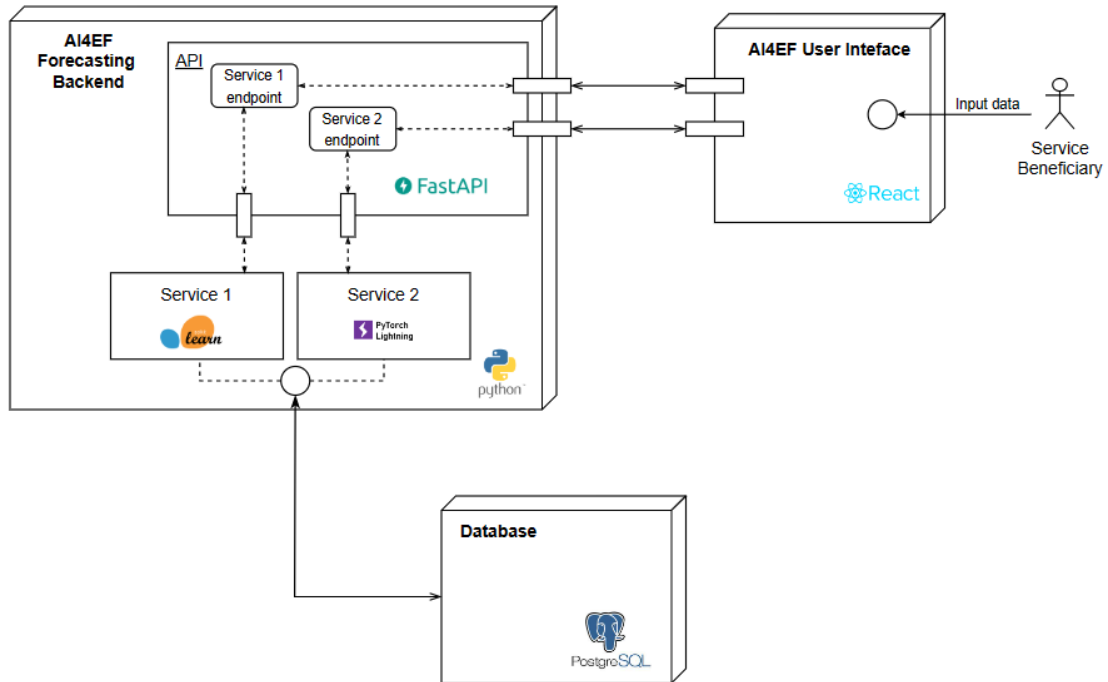 AI4EF
Forecasting
Backend
API
Service 1
endpoint
Service 2
endpoint
FastAPI
Service 1
learn
Service 2
PyTorch
Lightning
python
AI4EF User Inteface
React
Input data
Service
Beneficiary
Database
PostgreSQL